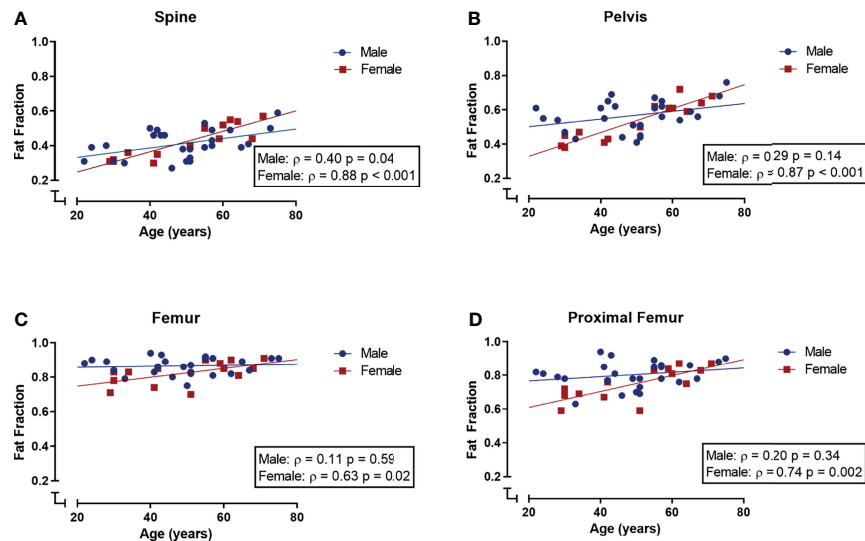 A
Spine
1.0
0.8
0.6
0.4
0.2
Fat Fraction
20
40
60
80
Age (years)
Male
Female
Male: ρ = 0.40 p = 0.04
Female: ρ = 0.88 p < 0.001
B
Pelvis
1.0
0.8
0.6
0.4
0.2
Fat Fraction
20
40
60
80
Age (years)
Male
Female
Male: ρ = 0.29 p = 0.14
Female: ρ = 0.87 p < 0.001
C
Femur
1.0
0.8
0.6
0.4
0.2
Fat Fraction
20
40
60
80
Age (years)
Male
Female
Male: ρ = 0.11 p = 0.59
Female: ρ = 0.63 p = 0.02
D
Proximal Femur
1.0
0.8
0.6
0.4
0.2
Fat Fraction
20
40
60
80
Age (years)
Male
Female
Male: ρ = 0.20 p = 0.34
Female: ρ = 0.74 p = 0.002